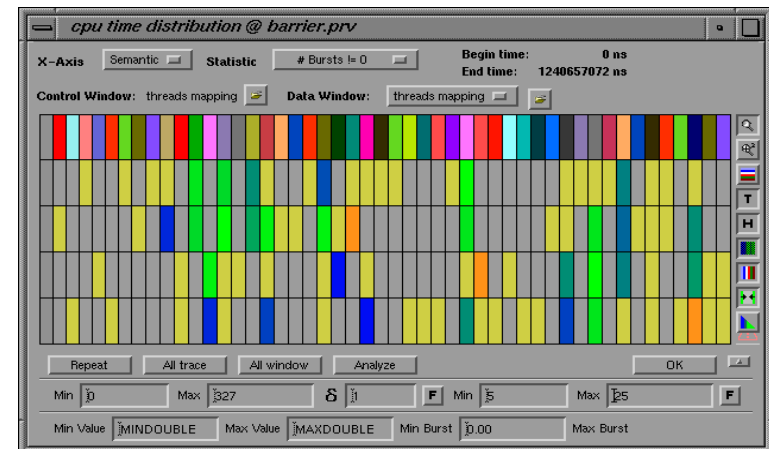 cpu time distribution @ barrier.prv
X-Axis Semantic Statistic # Bursts != 0 Begin time: 0 ns
End time: 1240657072 ns
Control Window: threads mapping Data Window: threads mapping
T
H
Repeat All trace All window Analyze OK
Min 0 Max 327 δ 1 F Min 5 Max 25 F
Min Value MINDOUBLE Max Value MAXDOUBLE Min Burst 0.00 Max Burst